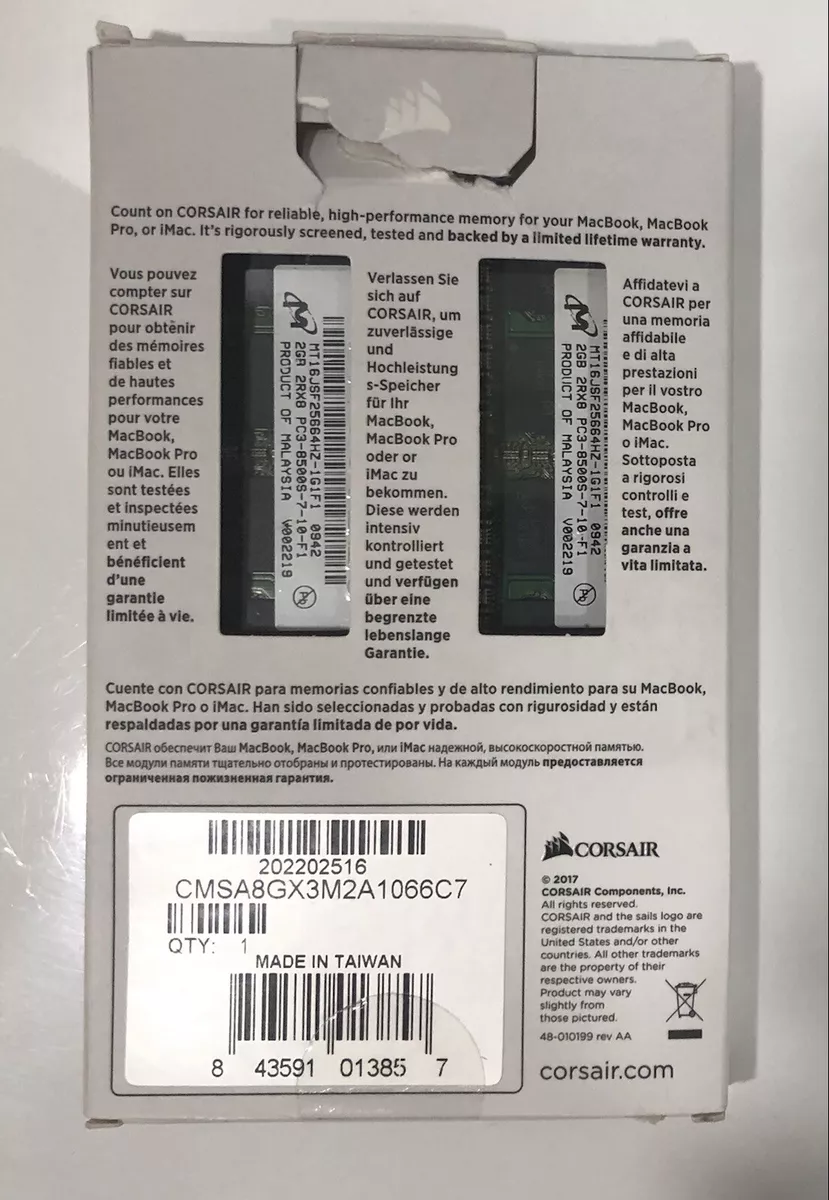 Count on CORSAIR for reliable, high-performance memory for your MacBook, MacBook
Pro, or iMac. It's rigorously screened, tested and backed by a limited lifetime warranty.
Vous pouvez
compter sur
CORSAIR
pour obtènir
des mémoires
fiables et
de hautes
performances
pour votre
MacBook,
MacBook Pro
ou iMac. Elles
sont testées
et inspectées
minutieusem
ent et
bénéficient
d'une
garantie
limitée à vie.
MT16JSF25664HZ-1G1F1 0942
2GB 2RX8 PC3-8500S-7-10-F1
PRODUCT OF MALAYSIA V002219
Pb
Verlassen Sie
sich auf
CORSAIR, um
zuverlässige
und
Hochleistung
s-Speicher
für Ihr
MacBook,
MacBook Pro
oder or
iMac zu
bekommen.
Diese werden
intensiv
kontrolliert
und getestet
und verfügen
über eine
begrenzte
lebenslange
Garantie.
MT16JSF25664HZ-1G1F1 0942
2GB 2RX8 PC3-8500S-7-10-F1
PRODUCT OF MALAYSIA V002219
Pb
Affidatevi a
CORSAIR per
una memoria
affidabile
e di alta
prestazioni
per il vostro
MacBook,
MacBook Pro
o iMac.
Sottoposta
a rigorosi
controlli e
test, offre
anche una
garanzia a
vita limitata.
Cuente con CORSAIR para memorias confiables y de alto rendimiento para su MacBook,
MacBook Pro o iMac. Han sido seleccionadas y probadas con rigurosidad y están
respaldadas por una garantía limitada de por vida.
CORSAIR обеспечит Ваш MacBook, MacBook Pro, или iMac надежной, высокоскоростной памятью.
Все модули памяти тщательно отобраны и протестированы. На каждый модуль предоставляется
ограниченная пожизненная гарантия.
202202516
CMSA8GX3M2A1066C7
QTY: 1
MADE IN TAIWAN
8 43591 01385 7
CORSAIR
© 2017
CORSAIR Components, Inc.
All rights reserved.
CORSAIR and the sails logo are
registered trademarks in the
United States and/or other
countries. All other trademarks
are the property of their
respective owners.
Product may vary
slightly from
those pictured.
48-010199 rev AA
corsair.com